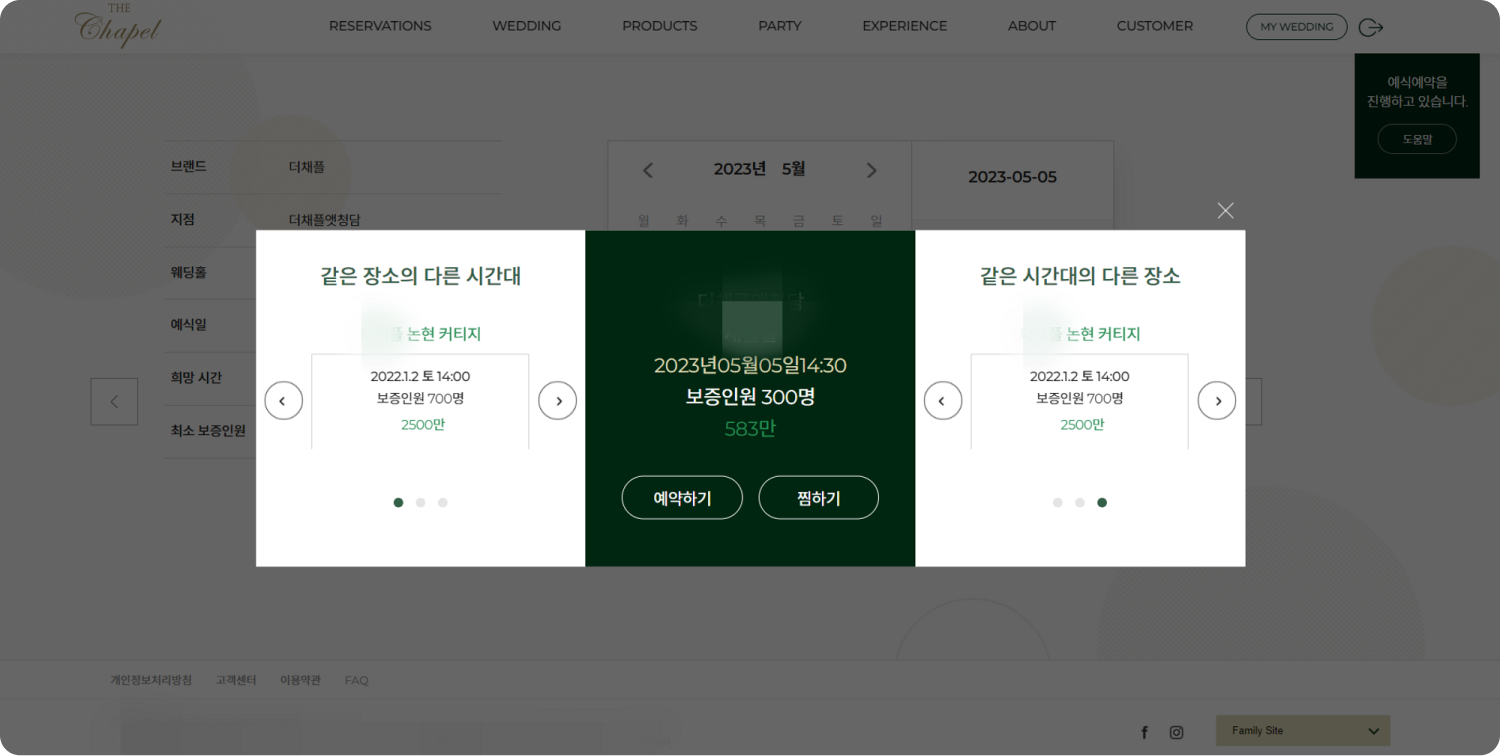 THE
Chapel
RESERVATIONS
WEDDING
PRODUCTS
PARTY
EXPERIENCE
ABOUT
CUSTOMER
MY WEDDING
예식예약을
진행하고 있습니다.
도움말
브랜드 더채플
지점 더채플앳청담
웨딩홀
예식일
희망 시간
최소 보증인원
2023년 5월
월 화 수 목 금 토 일
2023-05-05
같은 장소의 다른 시간대
논현 커티지
2022.1.2 토 14:00
보증인원 700명
2500만
2023년05월05일14:30
보증인원 300명
583만
예약하기
찜하기
같은 시간대의 다른 장소
논현 커티지
2022.1.2 토 14:00
보증인원 700명
2500만
개인정보처리방침
고객센터
이용약관
FAQ
Family Site